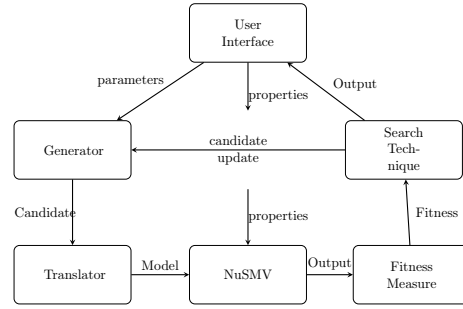 User
Interface
parameters
properties
Output
Generator
candidate
update
Search
Tech-
nique
Candidate
properties
Fitness
Translator
Model
NuSMV
Output
Fitness
Measure